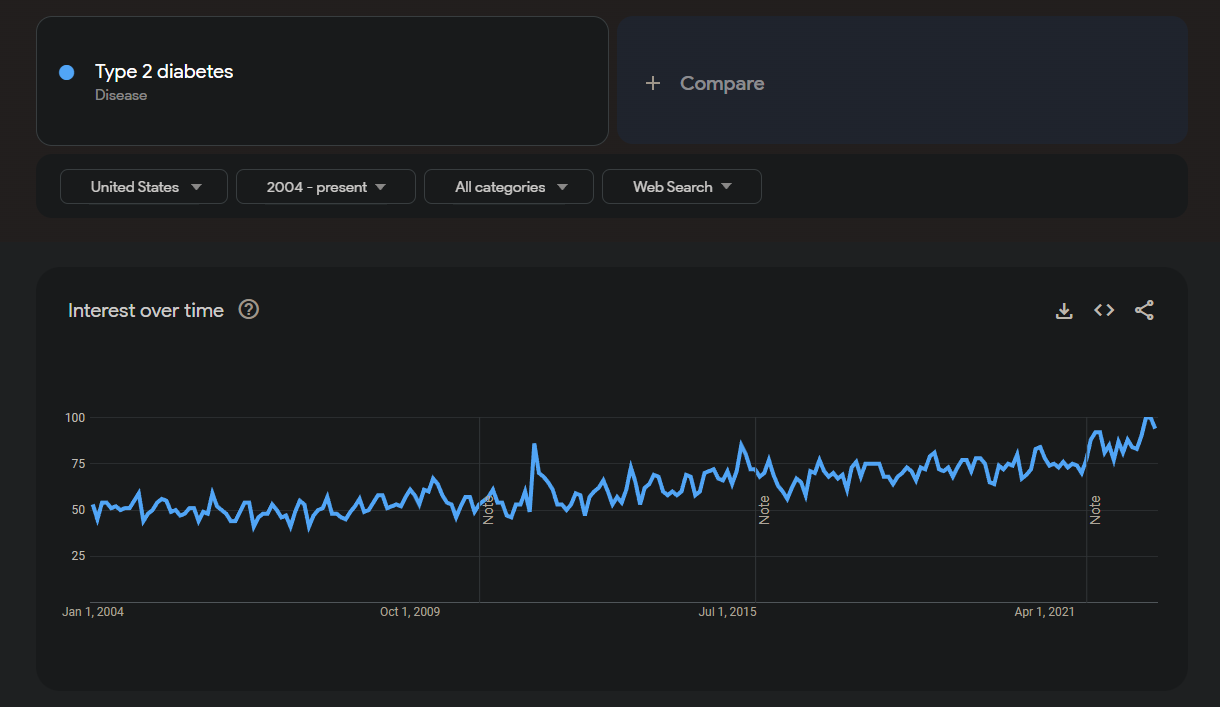 Type 2 diabetes
Disease
+ Compare
United States
2004 - present
All categories
Web Search
Interest over time
?
100
75
50
25
Note
Note
Note
Jan 1, 2004
Oct 1, 2009
Jul 1, 2015
Apr 1, 2021